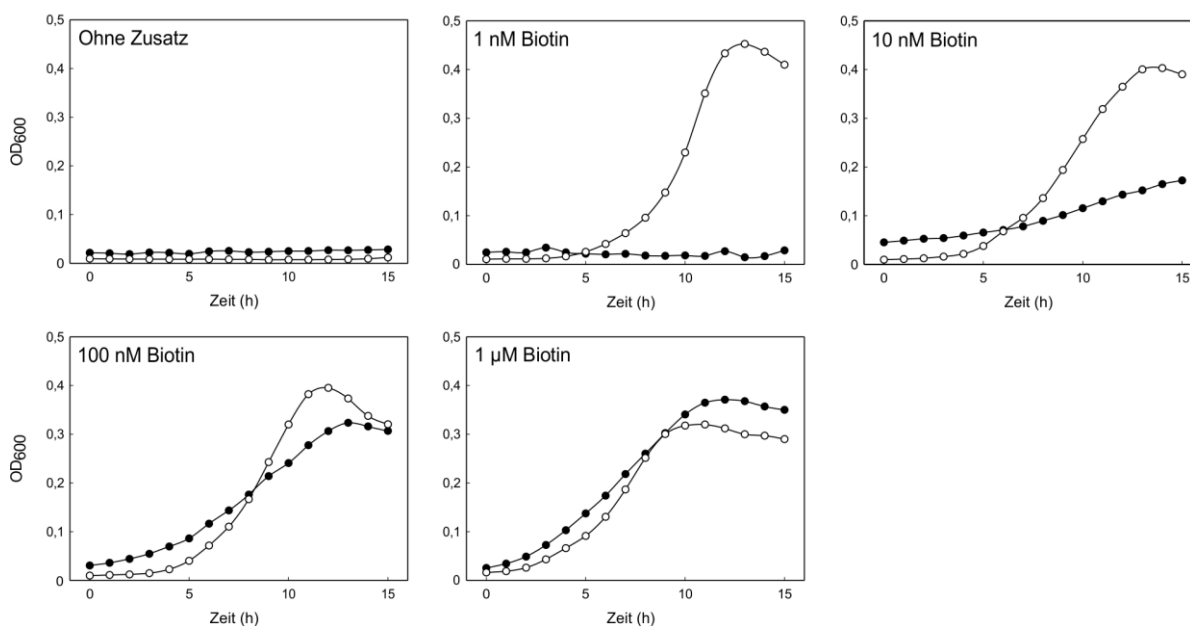 Ohne Zusatz
0,5
0,4
0,3
0,2
0,1
0
OD600
0 5 10 15
Zeit (h)
1 nM Biotin
0,5
0,4
0,3
0,2
0,1
0
0 5 10 15
Zeit (h)
10 nM Biotin
0,5
0,4
0,3
0,2
0,1
0
0 5 10 15
Zeit (h)
100 nM Biotin
0,5
0,4
0,3
0,2
0,1
0
OD600
0 5 10 15
Zeit (h)
1 µM Biotin
0,5
0,4
0,3
0,2
0,1
0
0 5 10 15
Zeit (h)